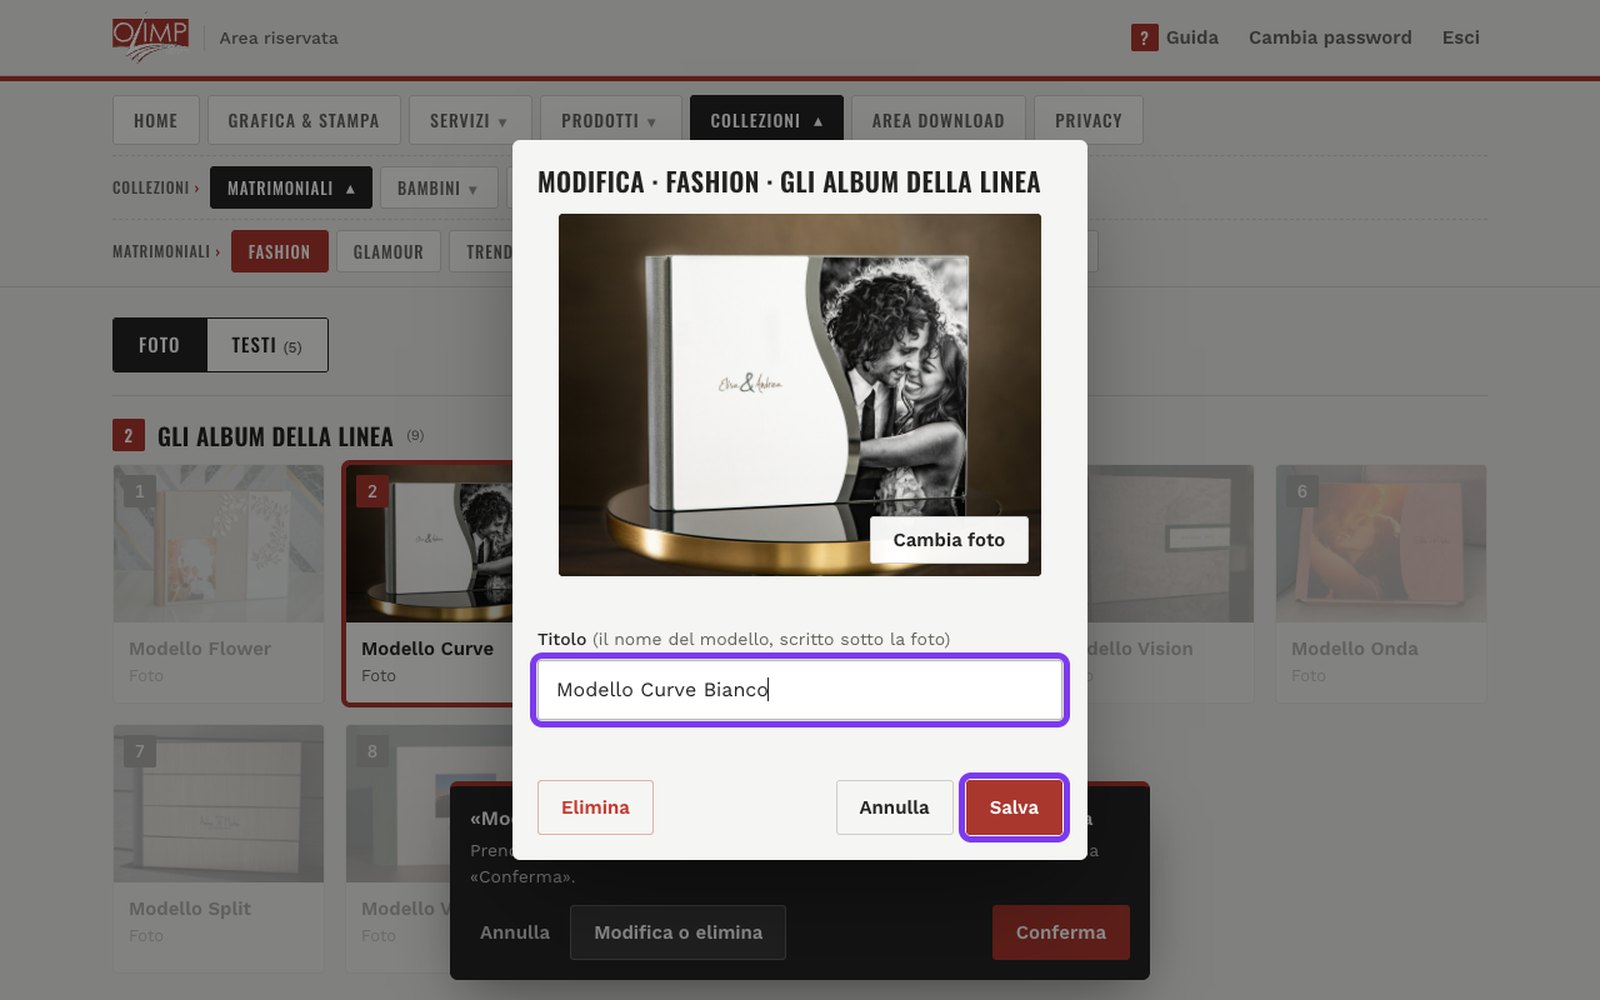 OLIMP
Area riservata
? Guida
Cambia password
Esci
HOME
GRAFICA & STAMPA
SERVIZI ▼
PRODOTTI ▼
COLLEZIONI ▲
AREA DOWNLOAD
PRIVACY
COLLEZIONI ›
MATRIMONIALI ▲
BAMBINI ▼
MATRIMONIALI ›
FASHION
GLAMOUR
TREND
FOTO
TESTI (5)
2 GLI ALBUM DELLA LINEA (9)
1
Modello Flower
Foto
2
Modello Curve
Foto
Vision
6
Modello Onda
Foto
7
Modello Split
Foto
8
Modello V
Foto
MODIFICA · FASHION · GLI ALBUM DELLA LINEA
Elisa & Andrea
Cambia foto
Titolo (il nome del modello, scritto sotto la foto)
Modello Curve Bianco
Elimina
Annulla
Salva
«Conferma».
Annulla
Modifica o elimina
Conferma